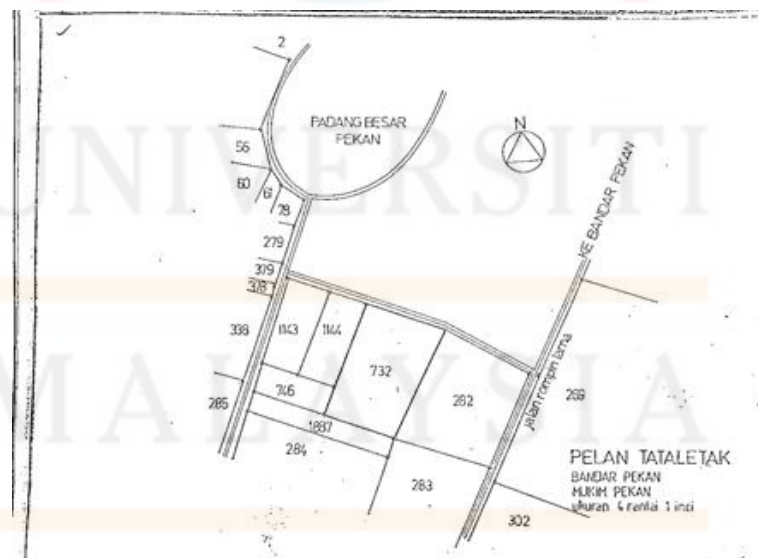 2
PADANG BESAR
PEKAN
N
56
60
61
78
279
379
378
338
285
1143
1144
746
732
262
1887
284
283
269
302
KE BANDAR PEKAN
jalan rompin lama
PELAN TATALETAK
BANDAR PEKAN
MUKIM PEKAN
ukuran 4 rantai 1 inci
UNIVERSITI
MALAYSIA